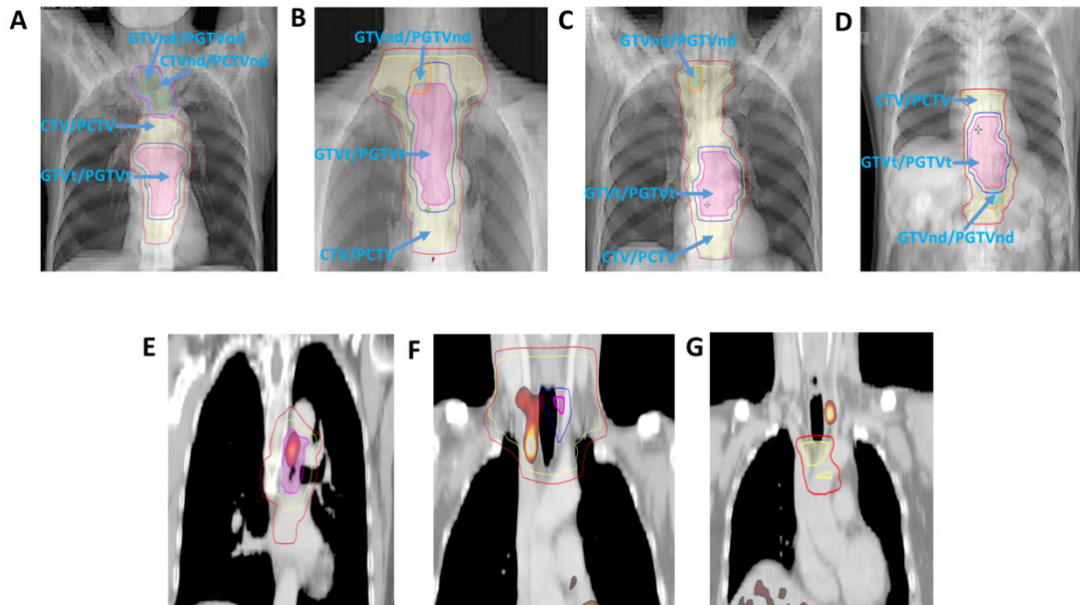 A
GTVnd/PGTVnd
CTVnd/PCTVnd
CTV/PCTV
GTVt/PGTVt
B
GTVnd/PGTVnd
GTVt/PGTVt
CTV/PCTV
C
GTVnd/PGTVnd
GTVt/PGTVt
CTV/PCTV
D
CTV/PCTV
GTVt/PGTVt
GTVnd/PGTVnd
E
F
G